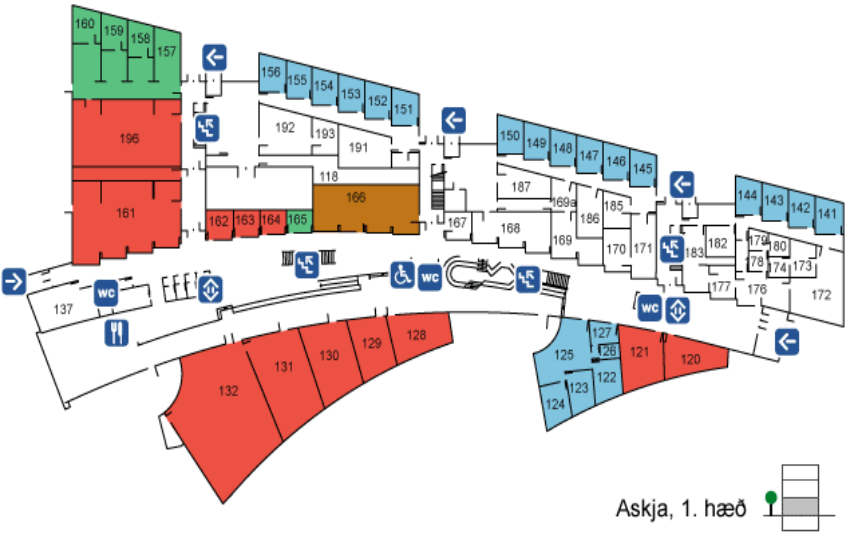 160 159 158 157
156 155 154 153 152 151
150 149 148 147 146 145
144 143 142 141
196
192 193 191
118
187 169a 185
186
161
162 163 164 165 166
167 168 169 170 171
183 182 179 180
178 174 173
177 176 172
137
WC
WC
WC
132 131 130 129 128
125 127 126 121 120
124 123 122
Askja, 1. hæð